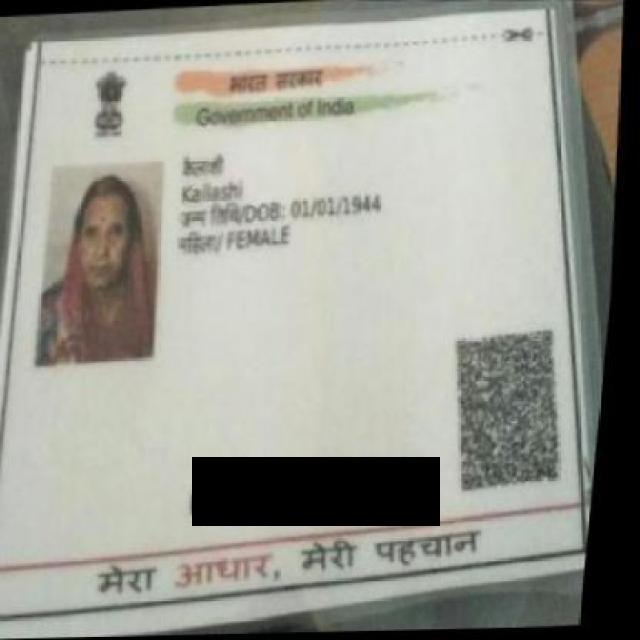 भारत सरकार
Government of India
कैलाशी
Kailashi
जन्म तिथि/DOB: 01/01/1944
महिला/ FEMALE
मेरा आधार, मेरी पहचान